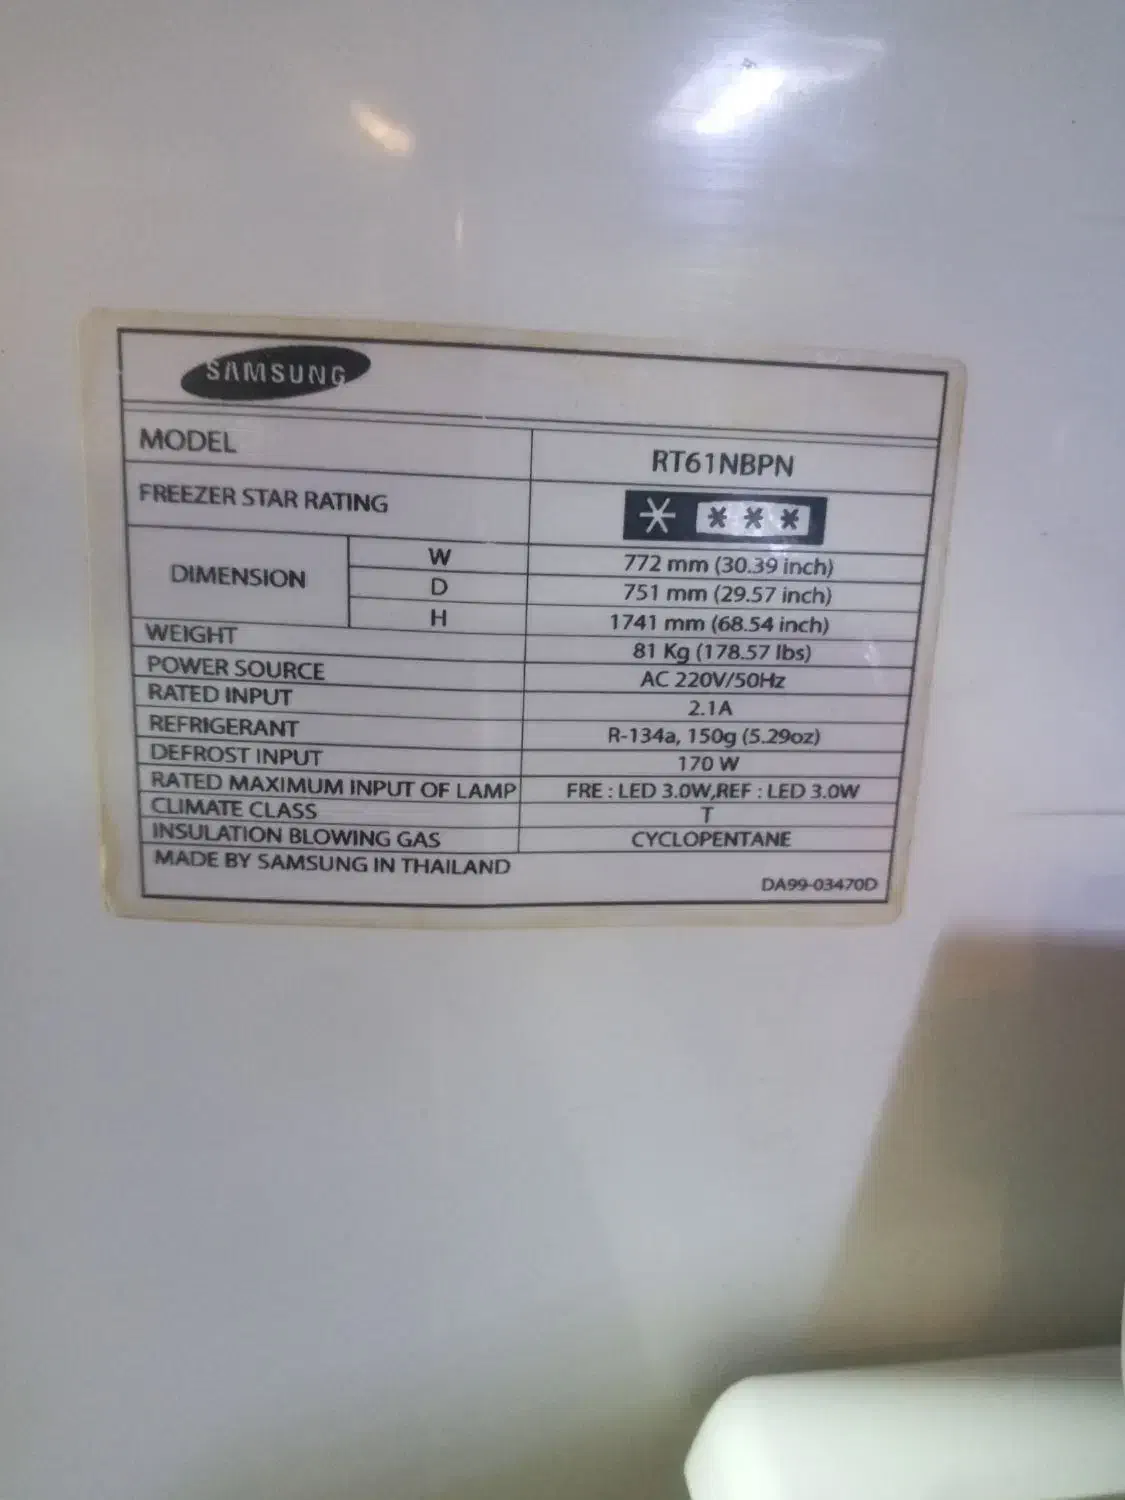 SAMSUNG
MODEL RT61NBPN
FREEZER STAR RATING * ***
DIMENSION
W 772 mm (30.39 inch)
D 751 mm (29.57 inch)
H 1741 mm (68.54 inch)
WEIGHT 81 Kg (178.57 lbs)
POWER SOURCE AC 220V/50Hz
RATED INPUT 2.1A
REFRIGERANT R-134a, 150g (5.29oz)
DEFROST INPUT 170 W
RATED MAXIMUM INPUT OF LAMP FRE : LED 3.0W,REF : LED 3.0W
CLIMATE CLASS T
INSULATION BLOWING GAS CYCLOPENTANE
MADE BY SAMSUNG IN THAILAND
DA99-03470D